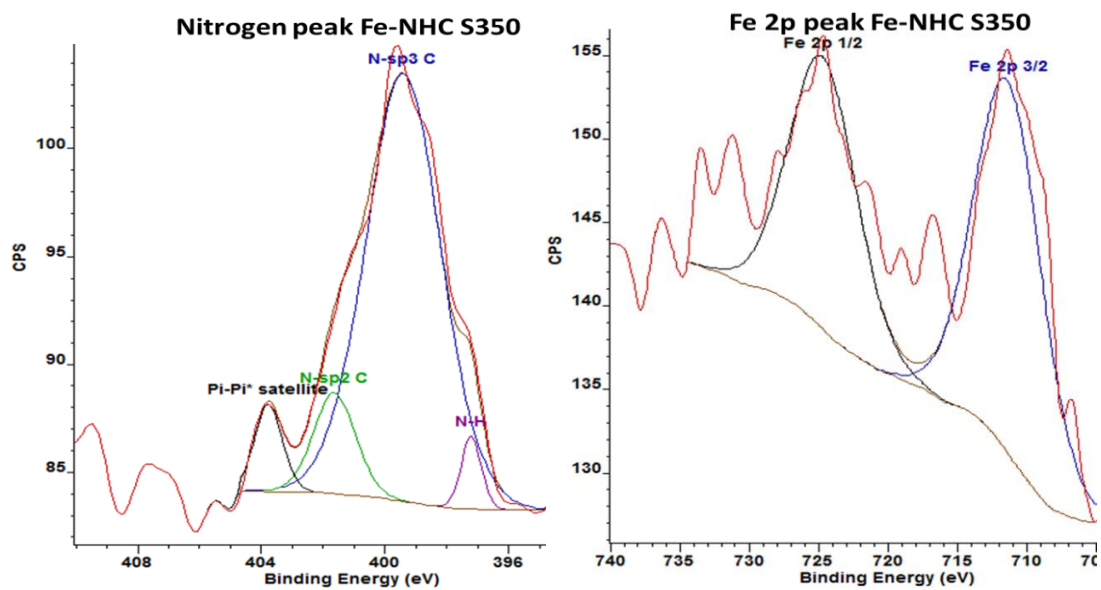 Nitrogen peak Fe-NHC S350
N-sp3 C
100
95
90
85
CPS
Pi-Pi* satellite
N-sp2 C
N-H
408
404
400
396
Binding Energy (eV)
Fe 2p peak Fe-NHC S350
Fe 2p 1/2
Fe 2p 3/2
155
150
145
140
135
130
CPS
740
735
730
725
720
715
710
Binding Energy (eV)